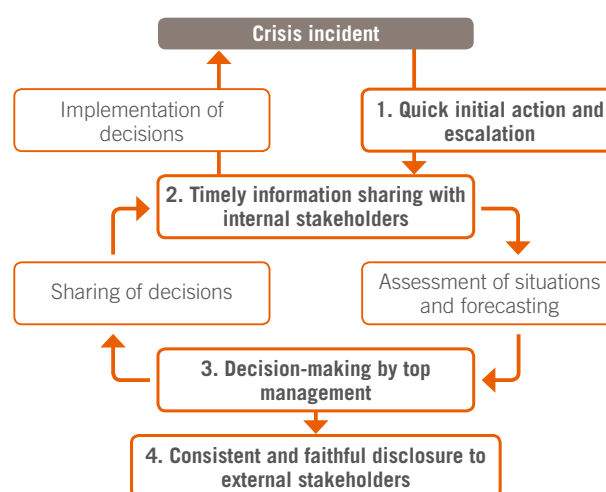 Crisis incident
Implementation of
decisions
1. Quick initial action and
escalation
2. Timely information sharing with
internal stakeholders
Sharing of decisions
Assessment of situations
and forecasting
3. Decision-making by top
management
4. Consistent and faithful disclosure to
external stakeholders